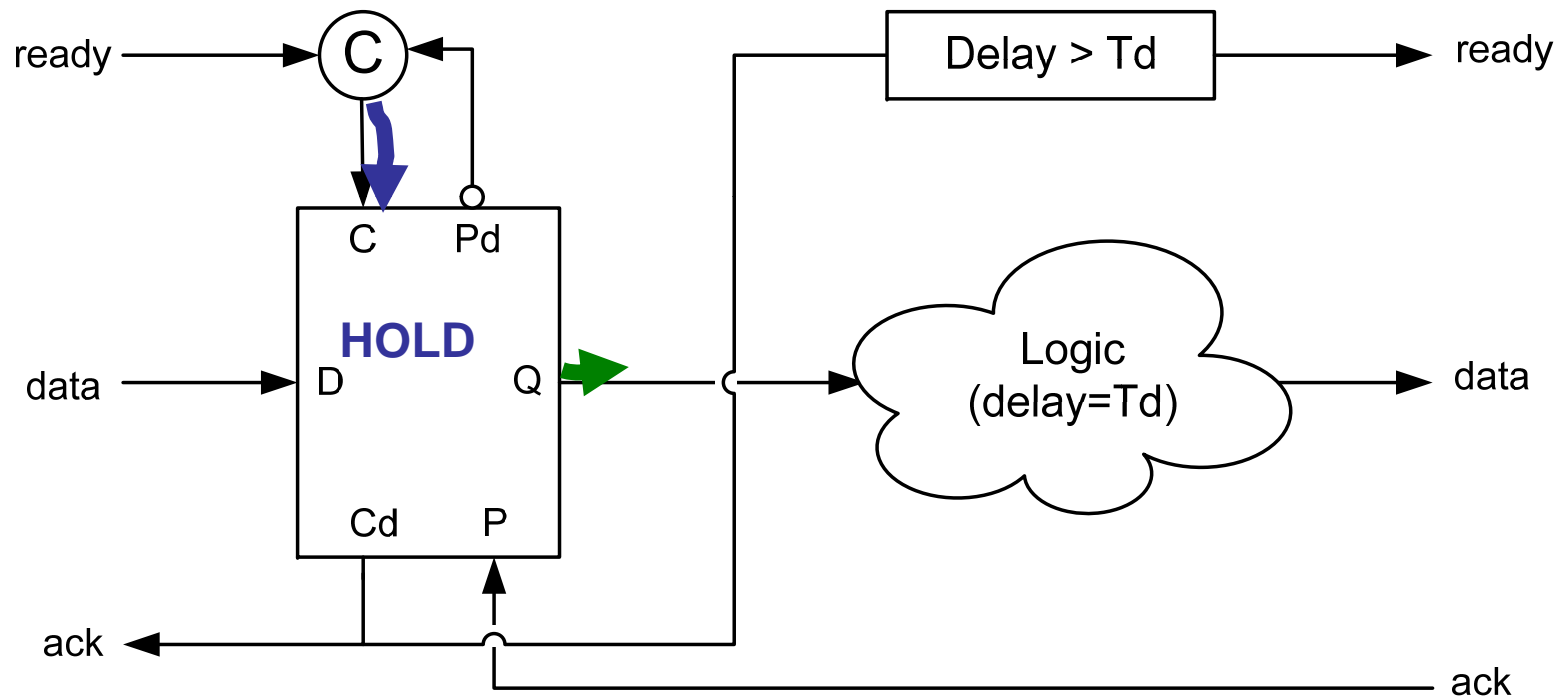 ready
C
Delay > Td
ready
C
Pd
HOLD
data
D
Q
Logic
(delay=Td)
data
Cd
P
ack
ack